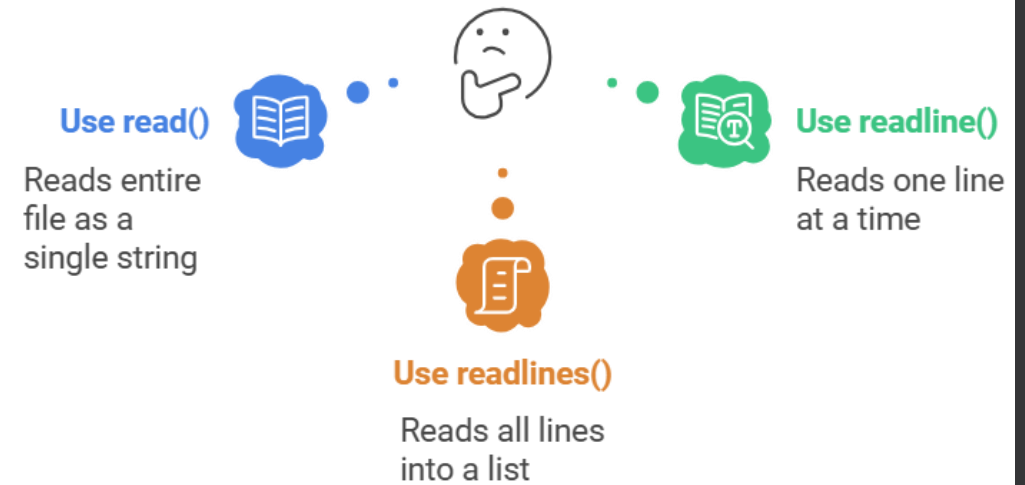 Use read()
Reads entire
file as a
single string
T
Use readline()
Reads one line
at a time
Use readlines()
Reads all lines
into a list